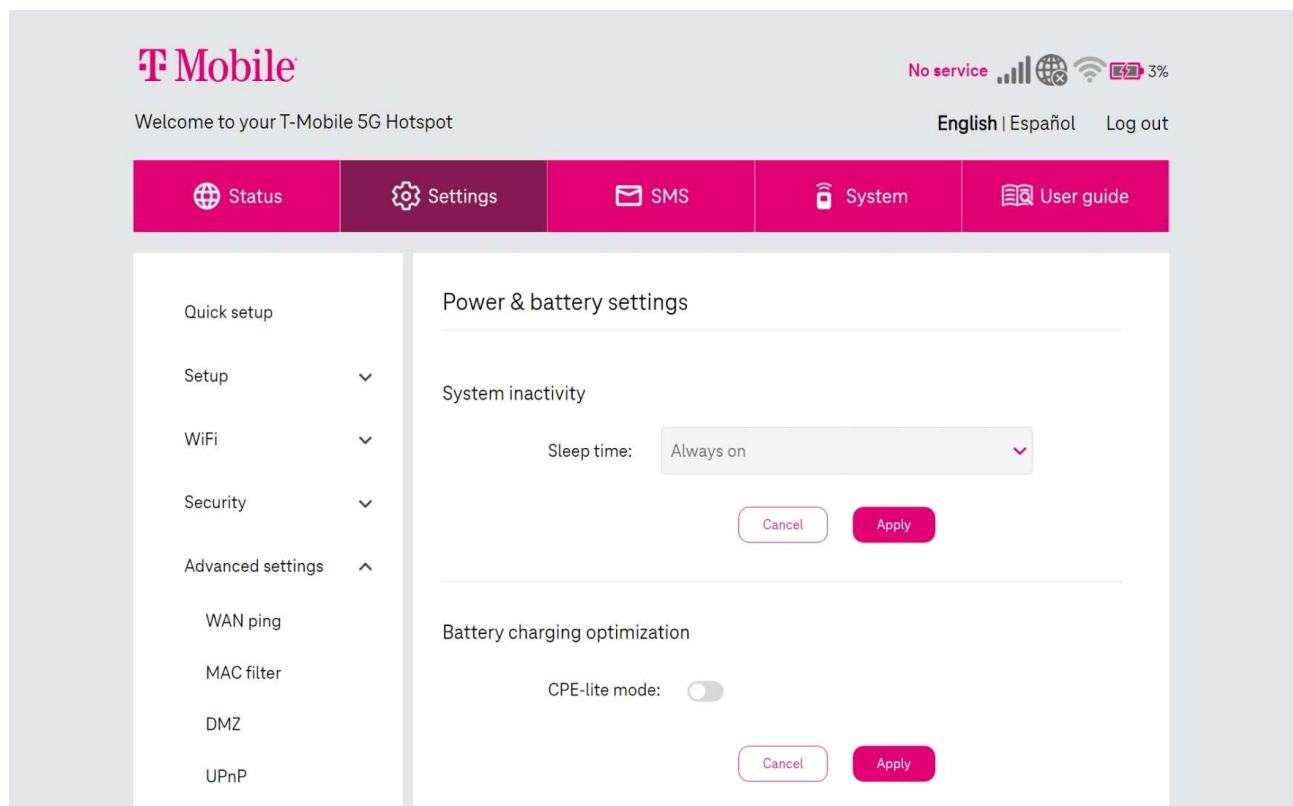 T Mobile
No service 3%
Welcome to your T-Mobile 5G Hotspot
English | Español Log out
Status Settings SMS System User guide
Quick setup
Setup
WiFi
Security
Advanced settings
WAN ping
MAC filter
DMZ
UPnP
Power & battery settings
System inactivity
Sleep time: Always on
Cancel Apply
Battery charging optimization
CPE-lite mode:
Cancel Apply